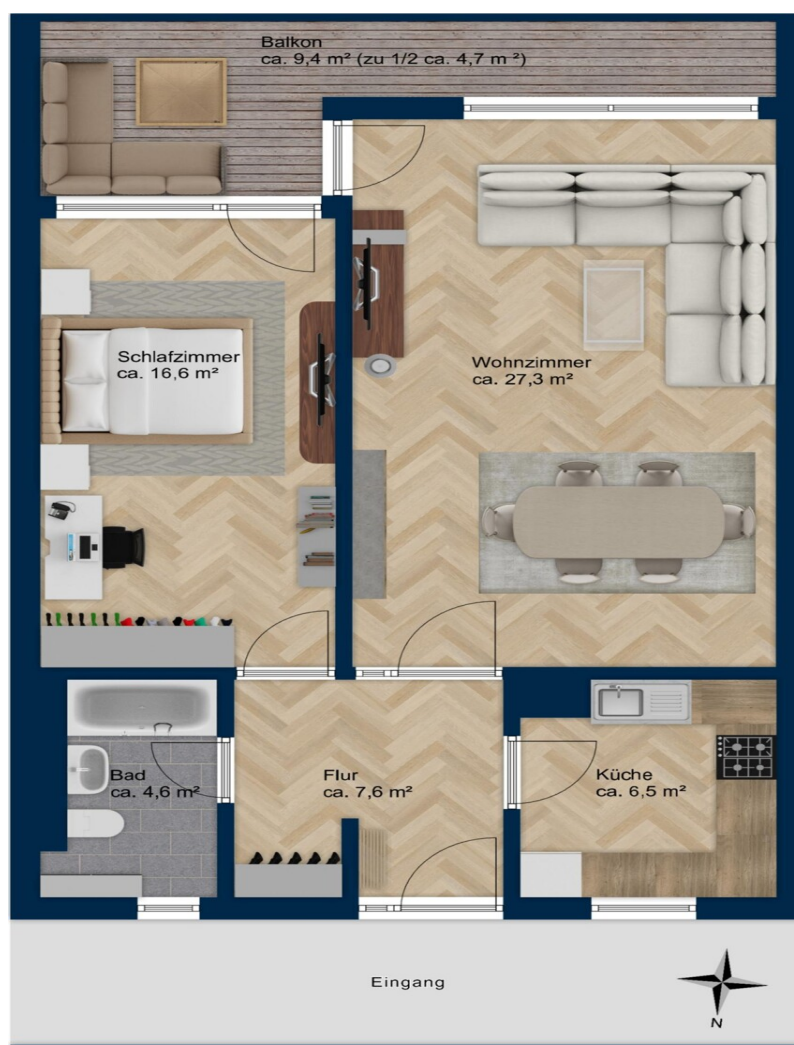 Balkon
ca. 9,4 m² (zu 1/2 ca. 4,7 m ²)
Schlafzimmer
ca. 16,6 m²
Wohnzimmer
ca. 27,3 m²
Bad
ca. 4,6 m²
Flur
ca. 7,6 m²
Küche
ca. 6,5 m²
Eingang
N